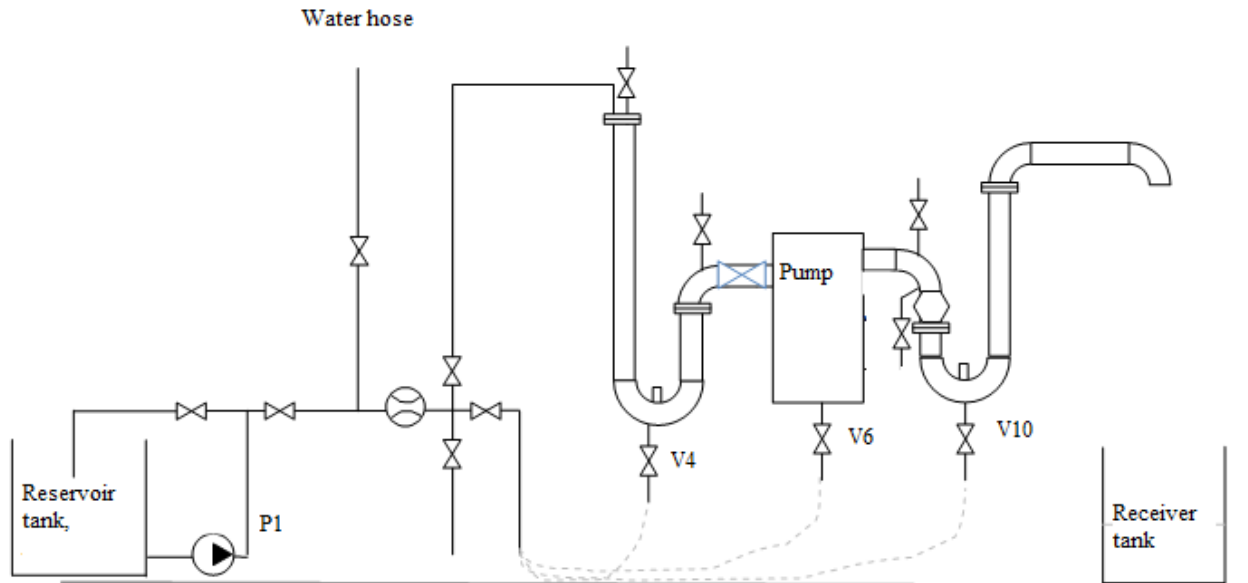 Water hose
Pump
V4
V6
V10
Reservoir
tank,
P1
Receiver
tank